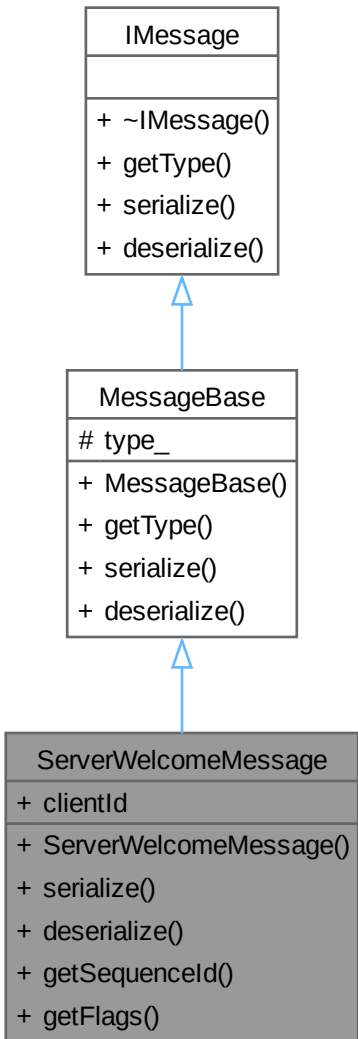 IMessage
+ ~IMessage()
+ getType()
+ serialize()
+ deserialize()
MessageBase
# type_
+ MessageBase()
+ getType()
+ serialize()
+ deserialize()
ServerWelcomeMessage
+ clientId
+ ServerWelcomeMessage()
+ serialize()
+ deserialize()
+ getSequenceId()
+ getFlags()